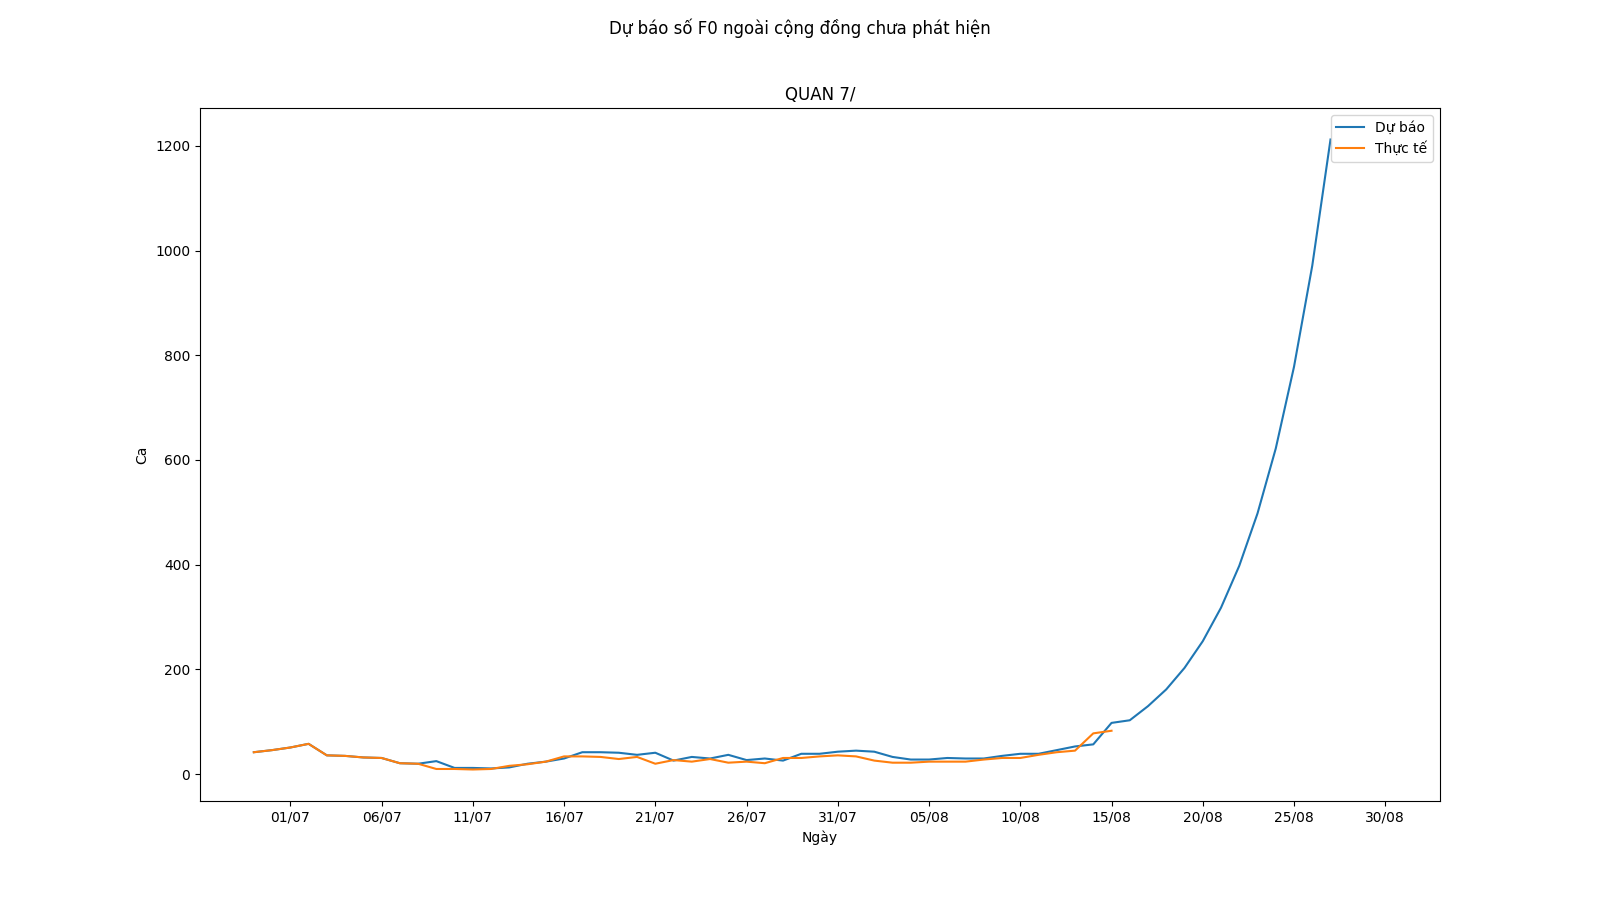 Dự báo số F0 ngoài cộng đồng chưa phát hiện
QUAN 7/
Dự báo
Thực tế
1200
1000
800
600
400
200
0
Ca
01/07 06/07 11/07 16/07 21/07 26/07 31/07 05/08 10/08 15/08 20/08 25/08 30/08
Ngày